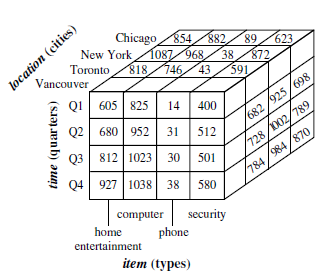 location (cities)
Chicago 854 882 89 623
New York 1087 968 38 872
Toronto 818 746 43 591
Vancouver
time (quarters)
Q1 605 825 14 400
Q2 680 952 31 512
Q3 812 1023 30 501
Q4 927 1038 38 580
682 925 698
728 1002 789
784 984 870
computer security
home phone
entertainment
item (types)